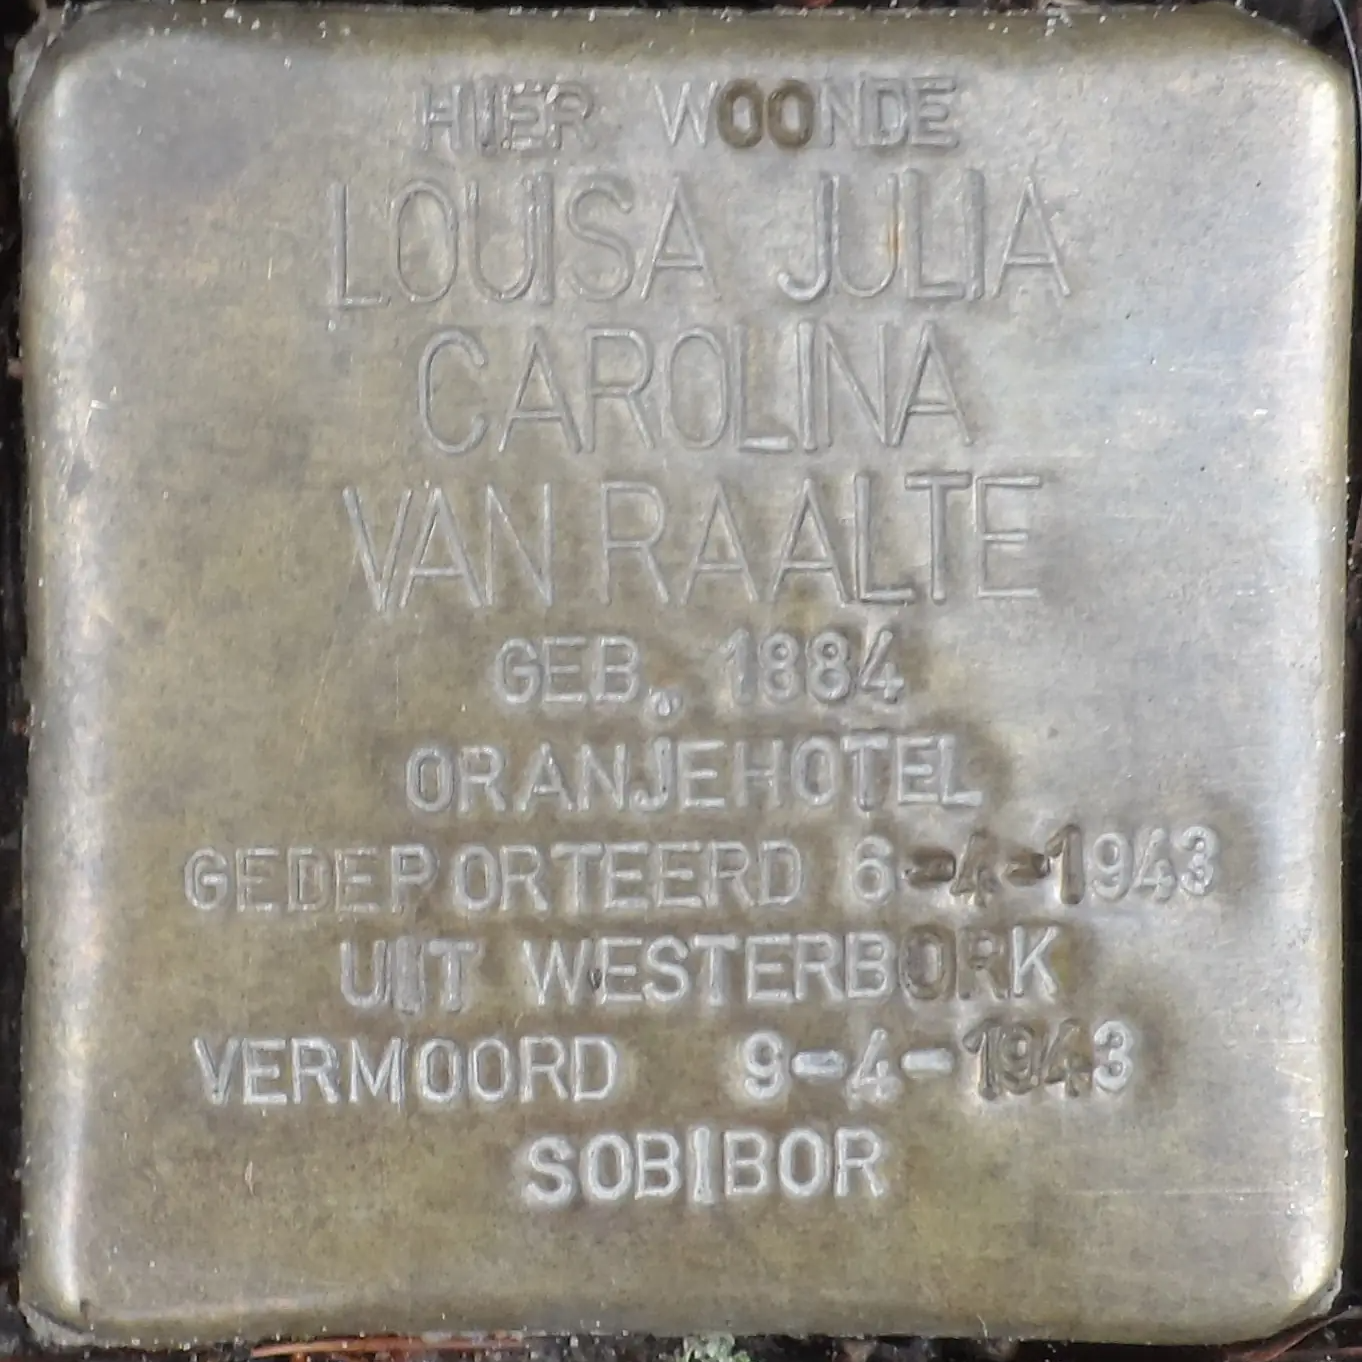 HIER WOONDE
LOUISA JULIA
CAROLINA
VAN RAALTE
GEB. 1884
ORANJEHOTEL
GEDEPORTEERD 6-4-1943
UIT WESTERBORK
VERMOORD 9-4-1943
SOBIBOR